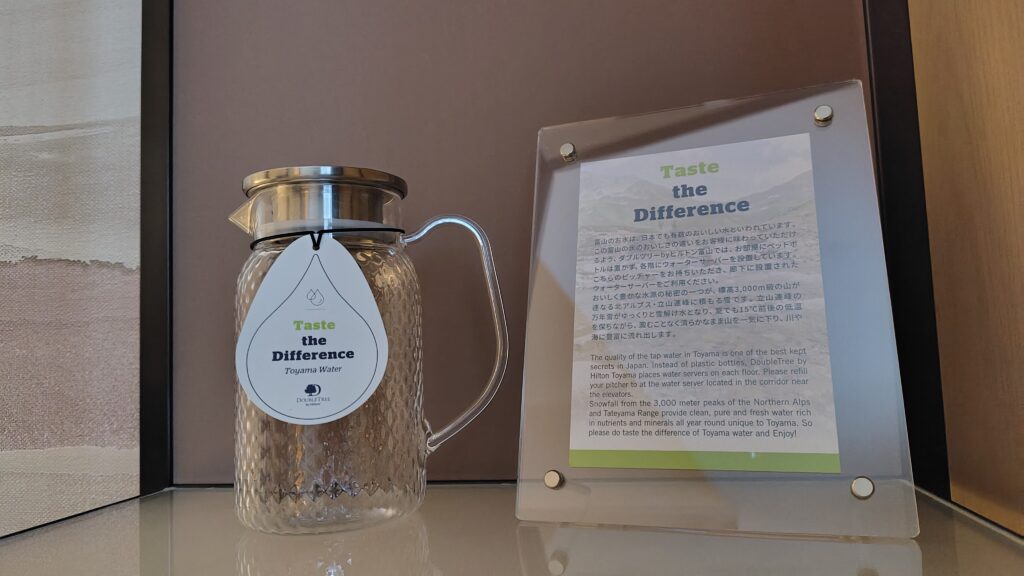 Taste
the
Difference
Toyama Water
DOUBLETREE
Taste
the
Difference
富山のお水は、日本でも有数のおいしい水といわれています。
この富山の水のおいしさの違いをお客様に味わっていただけ
るよう、ダブルツリーbyヒルトン富山では、お部屋にペットボ
トルは置かず、各階にウォーターサーバーを設置しています。
こちらのピッチャーをお持ちいただき、廊下に設置された
ウォーターサーバーをご利用ください。
おいしく豊かな水源の秘密の一つが、標高3,000m級の山が
連なる北アルプス・立山連峰に積もる雪です。立山連峰の
万年雪がゆっくりと雪解け水となり、夏でも15℃前後の低温
を保ちながら、澱むことなく清らかなまま山を一気に下り、川や
海に豊富に流れ出します。
The quality of the tap water in Toyama is one of the best kept
secrets in Japan. Instead of plastic bottles, DoubleTree by
Hilton Toyama places water servers on each floor. Please refill
your pitcher to at the water server located in the corridor near
the elevators.
Snowfall from the 3,000 meter peaks of the Northern Alps
and Tateyama Range provide clean, pure and fresh water rich
in nutrients and minerals all year round unique to Toyama. So
please do taste the difference of Toyama water and Enjoy!